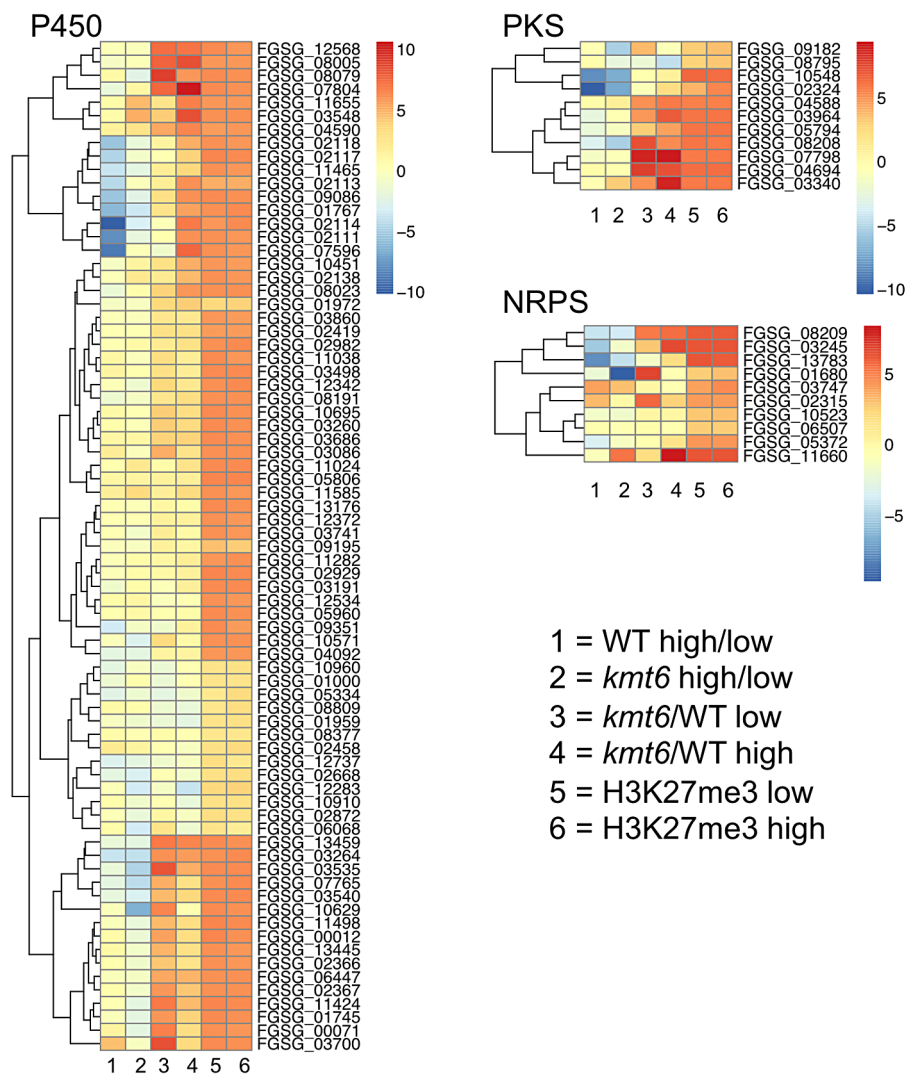 P450
FGSG_12568
FGSG_08005
FGSG_08079
FGSG_07804
FGSG_11655
FGSG_03548
FGSG_04590
FGSG_02118
FGSG_02117
FGSG_11465
FGSG_02113
FGSG_09086
FGSG_01767
FGSG_02114
FGSG_02111
FGSG_07596
FGSG_10451
FGSG_02138
FGSG_08023
FGSG_01972
FGSG_03860
FGSG_02419
FGSG_02982
FGSG_11038
FGSG_03498
FGSG_12342
FGSG_08191
FGSG_10695
FGSG_03260
FGSG_03686
FGSG_03086
FGSG_11024
FGSG_05806
FGSG_11585
FGSG_13176
FGSG_12372
FGSG_03741
FGSG_09195
FGSG_11282
FGSG_02929
FGSG_03191
FGSG_12534
FGSG_05960
FGSG_09351
FGSG_10571
FGSG_04092
FGSG_10960
FGSG_01000
FGSG_05334
FGSG_08809
FGSG_01959
FGSG_08377
FGSG_02458
FGSG_12737
FGSG_02668
FGSG_12283
FGSG_10910
FGSG_02872
FGSG_06068
FGSG_13459
FGSG_03264
FGSG_03535
FGSG_07765
FGSG_03540
FGSG_10629
FGSG_11498
FGSG_00012
FGSG_13445
FGSG_02366
FGSG_06447
FGSG_02367
FGSG_11424
FGSG_01745
FGSG_00071
FGSG_03700
1 2 3 4 5 6
10
5
0
−5
−10
PKS
FGSG_09182
FGSG_08795
FGSG_10548
FGSG_02324
FGSG_04588
FGSG_03964
FGSG_05794
FGSG_08208
FGSG_07798
FGSG_04694
FGSG_03340
1 2 3 4 5 6
5
0
−5
−10
NRPS
FGSG_08209
FGSG_03245
FGSG_13783
FGSG_01680
FGSG_03747
FGSG_02315
FGSG_10523
FGSG_06507
FGSG_05372
FGSG_11660
1 2 3 4 5 6
5
0
−5
1 = WT high/low
2 = kmt6 high/low
3 = kmt6/WT low
4 = kmt6/WT high
5 = H3K27me3 low
6 = H3K27me3 high